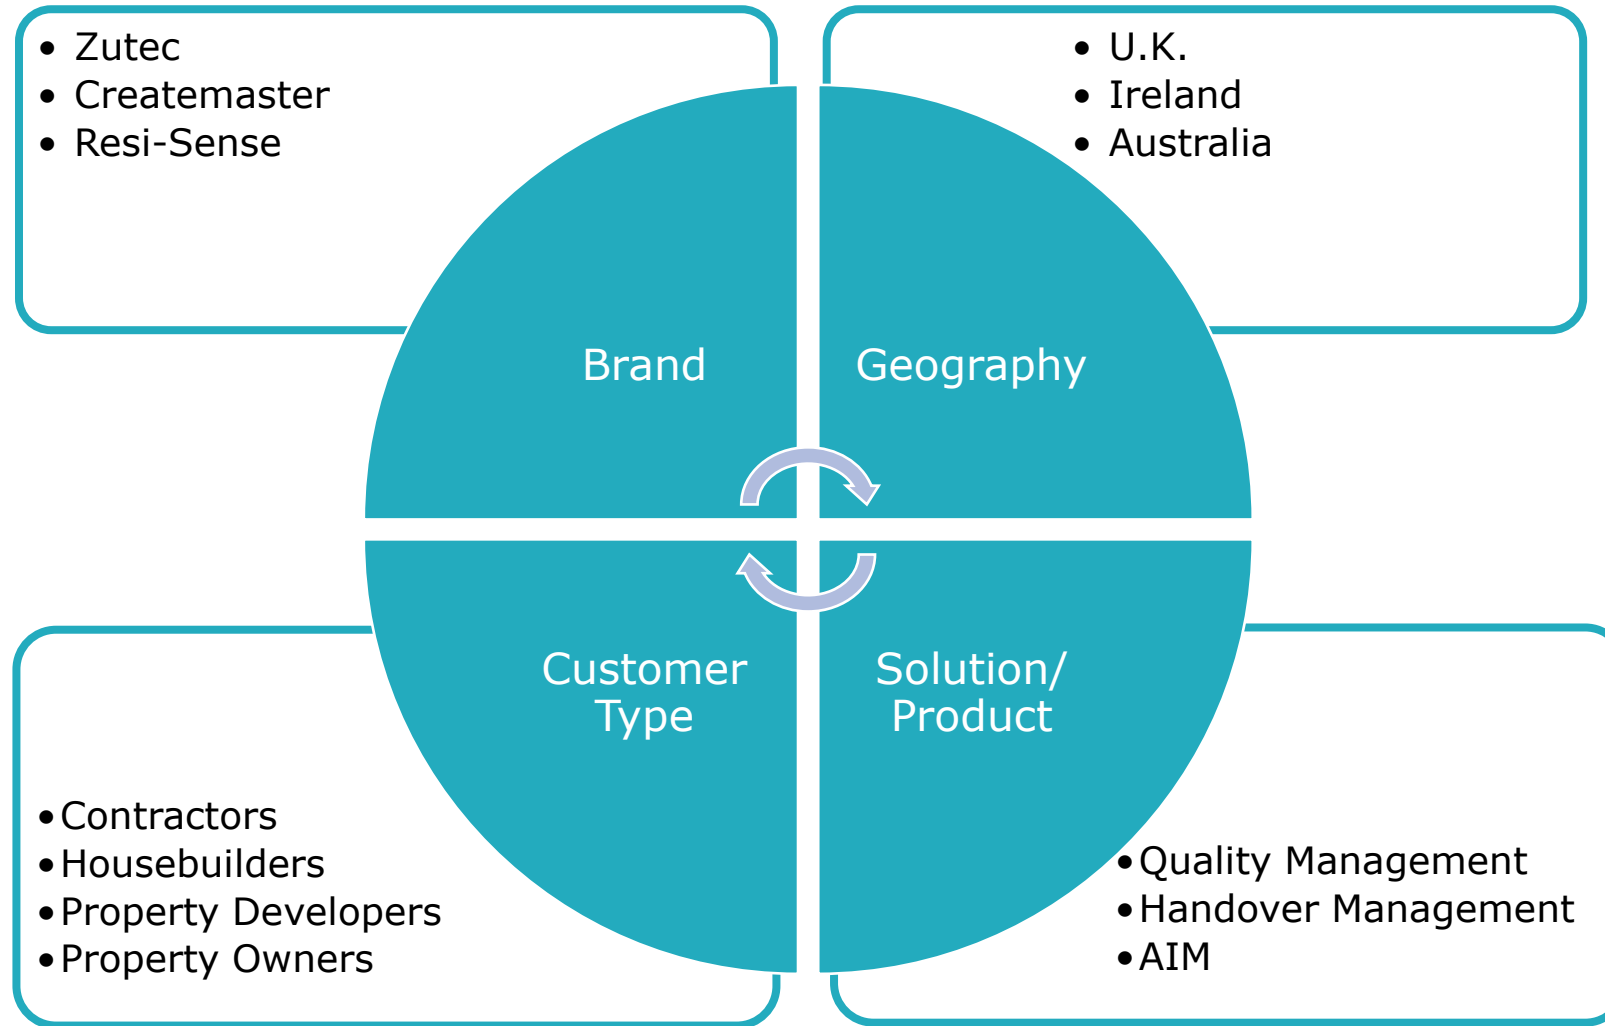 • Zutec
• Createmaster
• Resi-Sense
• U.K.
• Ireland
• Australia
Brand
Geography
Customer
Type
Solution/
Product
• Contractors
• Housebuilders
• Property Developers
• Property Owners
• Quality Management
• Handover Management
• AIM